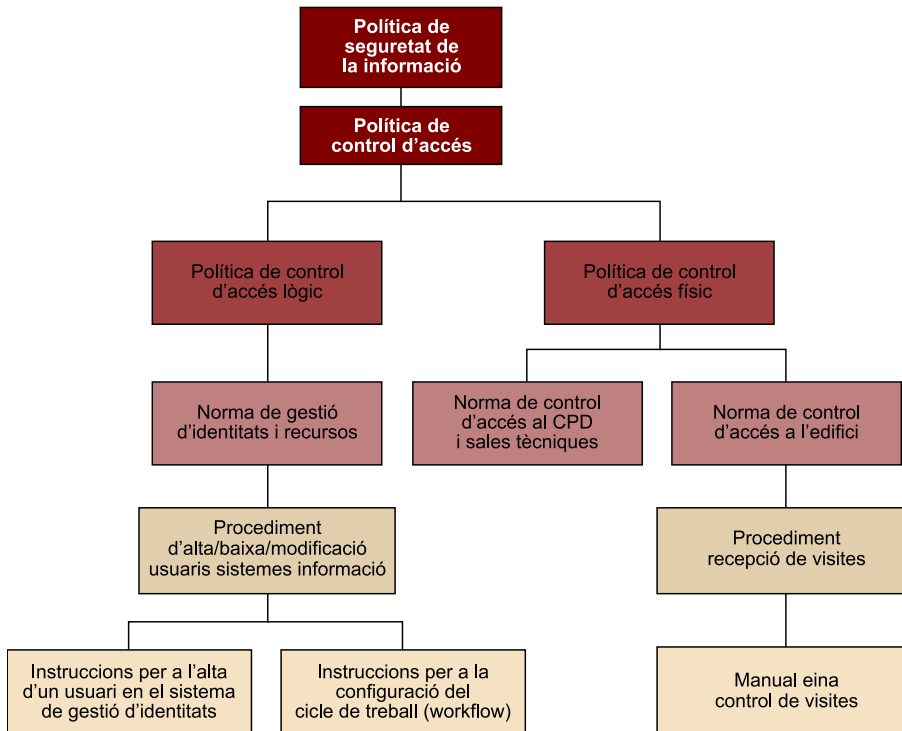 Política de
seguretat de
la informació
Política de
control d’accés
Política de control
d’accés lògic
Política de control
d’accés físic
Norma de gestió
d’identitats i recursos
Norma de control
d’accés al CPD
i sales tècniques
Norma de control
d’accés a l’edifici
Procediment
d’alta/baixa/modificació
usuaris sistemes informació
Procediment
recepció de visites
Instruccions per a l’alta
d’un usuari en el sistema
de gestió d’identitats
Instruccions per a la
configuració del
cicle de treball (workflow)
Manual eina
control de visites